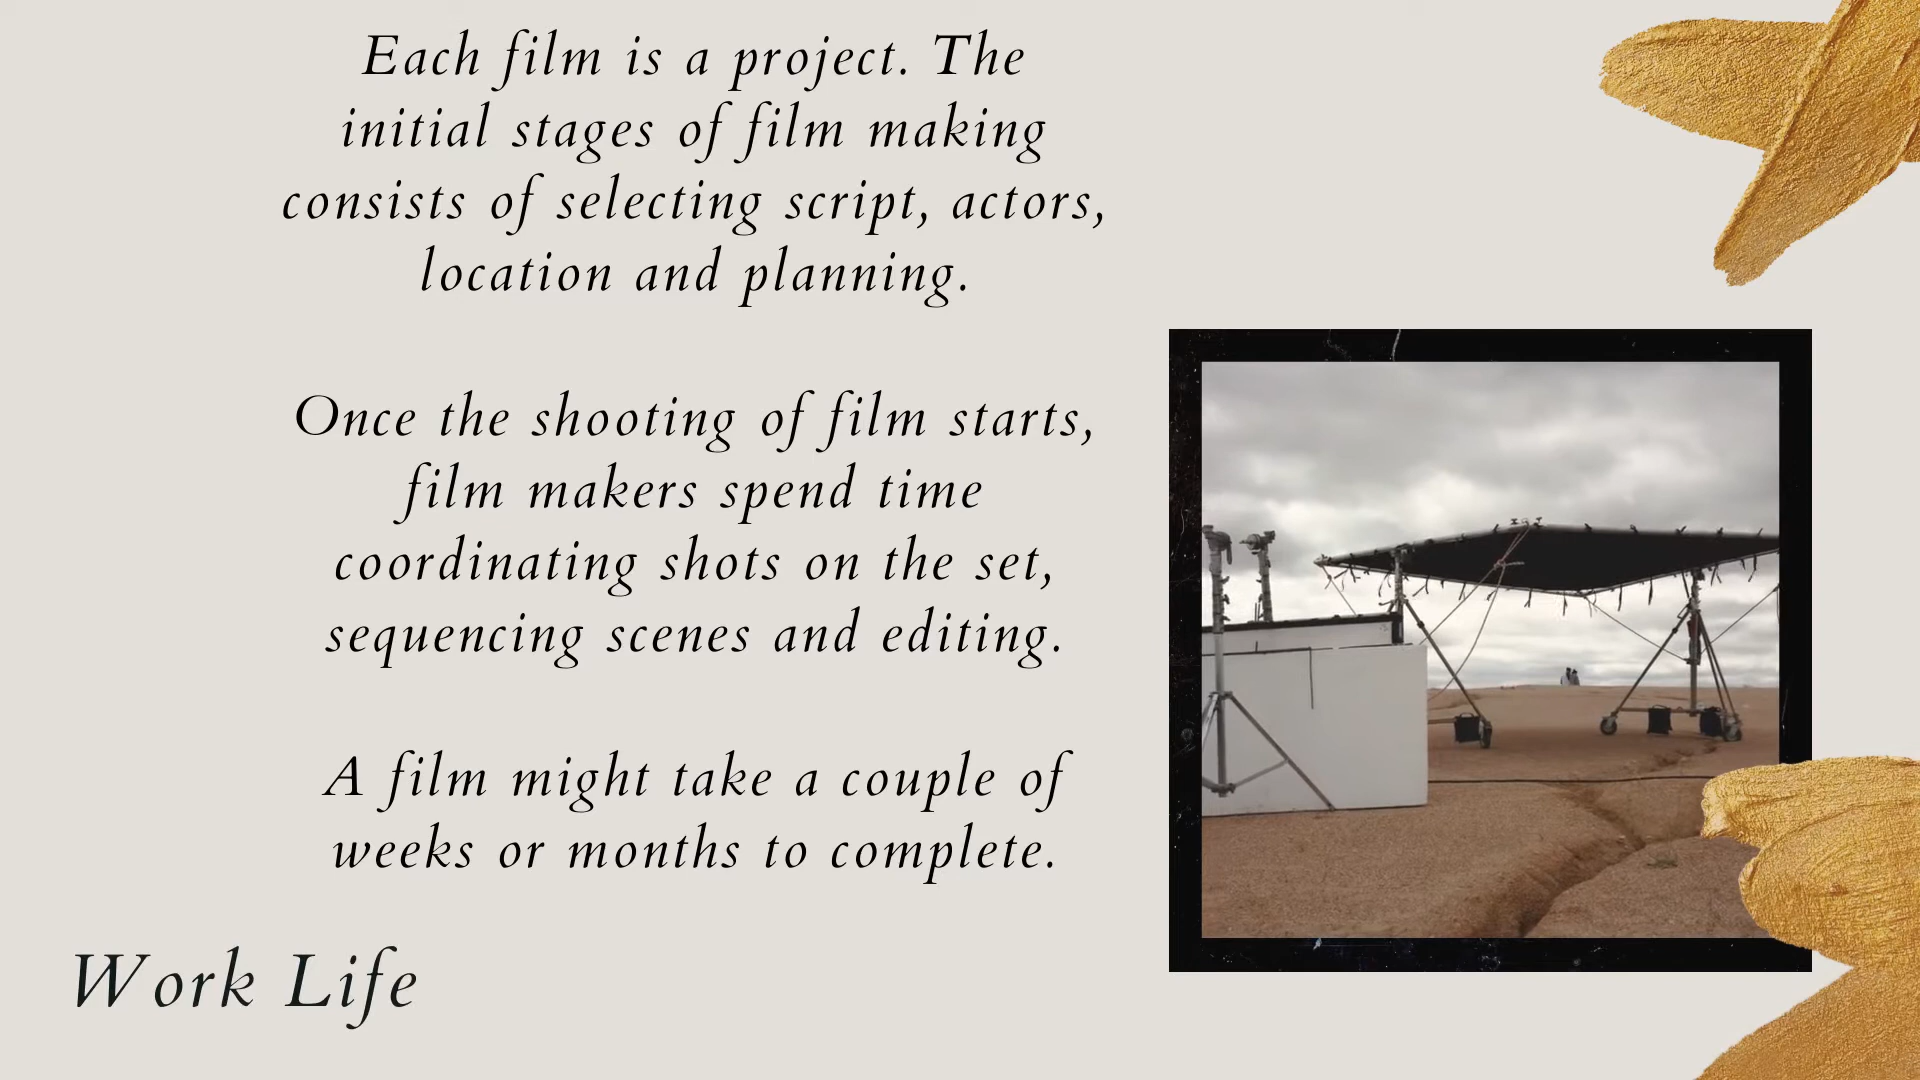 Each film is a project. The
initial stages of film making
consists of selecting script, actors,
location and planning.
Once the shooting of film starts,
film makers spend time
coordinating shots on the set,
sequencing scenes and editing.
A film might take a couple of
weeks or months to complete.
Work Life